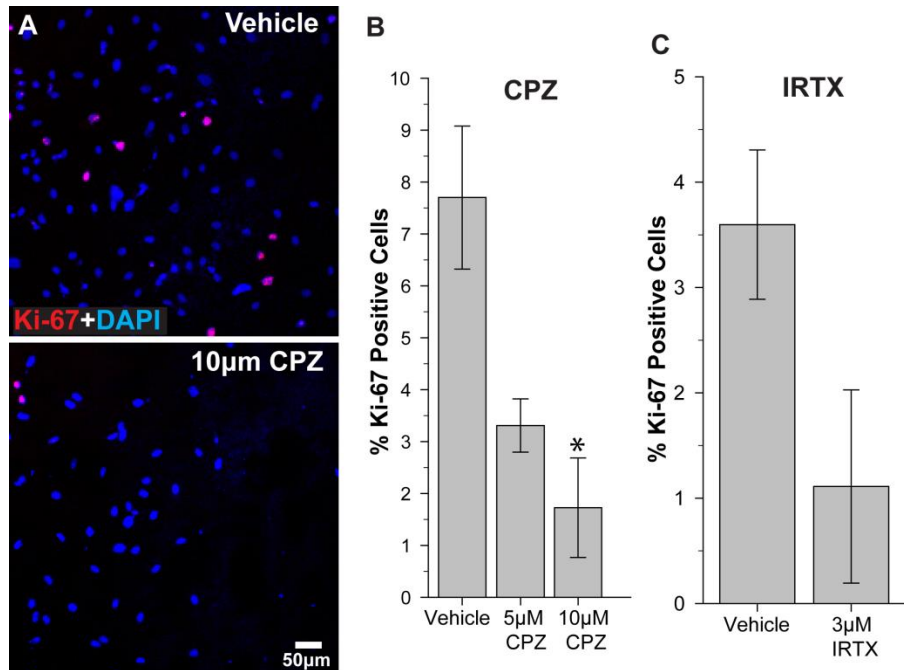 A
Vehicle
Ki-67+DAPI
10µm CPZ
50µm
B
CPZ
% Ki-67 Positive Cells
10
9
8
7
6
5
4
3
2
1
0
*
Vehicle
5µM
CPZ
10µM
CPZ
C
IRTX
% Ki-67 Positive Cells
5
4
3
2
1
0
Vehicle
3µM
IRTX